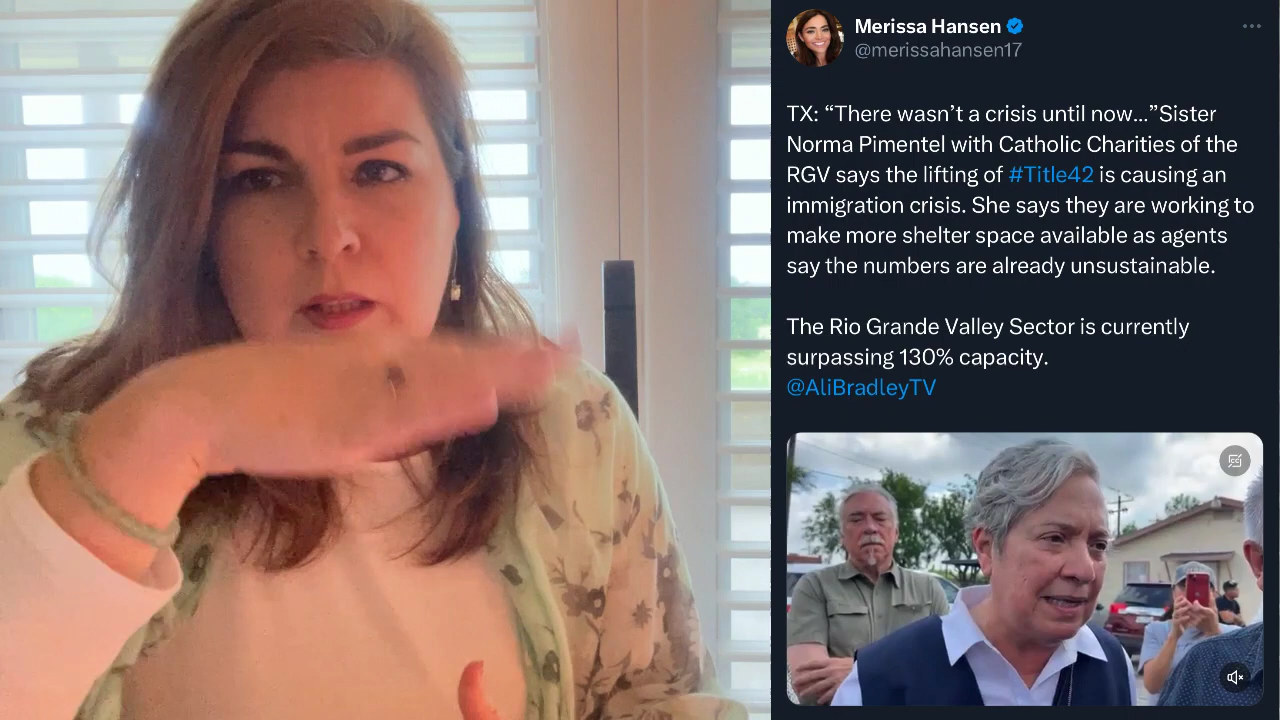 Merissa Hansen
@merissahansen17
TX: “There wasn’t a crisis until now...”Sister
Norma Pimentel with Catholic Charities of the
RGV says the lifting of #Title42 is causing an
immigration crisis. She says they are working to
make more shelter space available as agents
say the numbers are already unsustainable.
The Rio Grande Valley Sector is currently
surpassing 130% capacity.
@AliBradleyTV